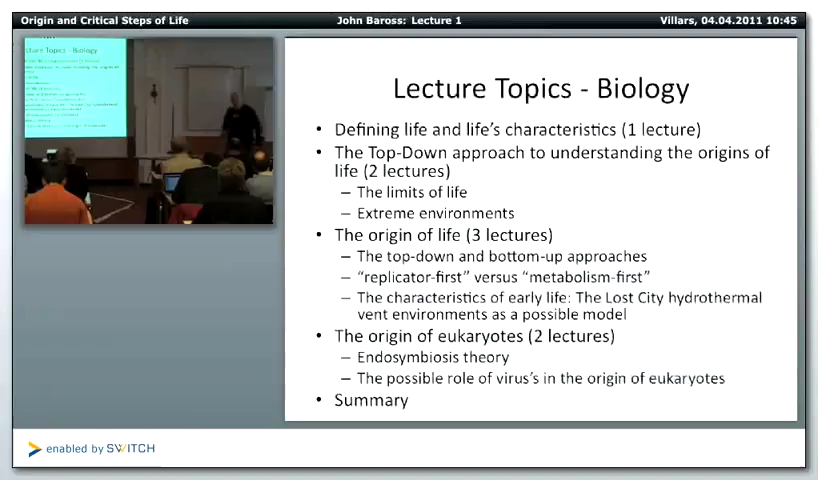 Origin and Critical Steps of Life
John Baross: Lecture 1
Villars, 04.04.2011 10:45
Lecture Topics - Biology
• Defining life and life's characteristics (1 lecture)
• The Top-Down approach to understanding the origins of
life (2 lectures)
– The limits of life
– Extreme environments
• The origin of life (3 lectures)
– The top-down and bottom-up approaches
– "replicator-first" versus "metabolism-first"
– The characteristics of early life: The Lost City hydrothermal
vent environments as a possible model
• The origin of eukaryotes (2 lectures)
– Endosymbiosis theory
– The possible role of virus's in the origin of eukaryotes
• Summary
enabled by SWITCH